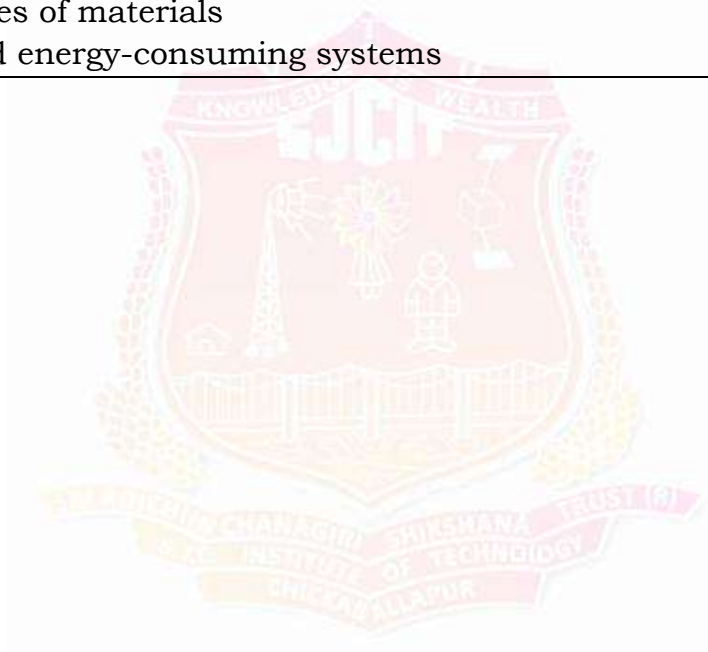 es of materials
d energy-consuming systems
KNOWLEDGE IS WEALTH
SJCIT
CHANAGIRI SHIKSHANA TRUST (R)
S.J.C. INSTITUTE OF TECHNOLOGY
CHICKABALLAPUR